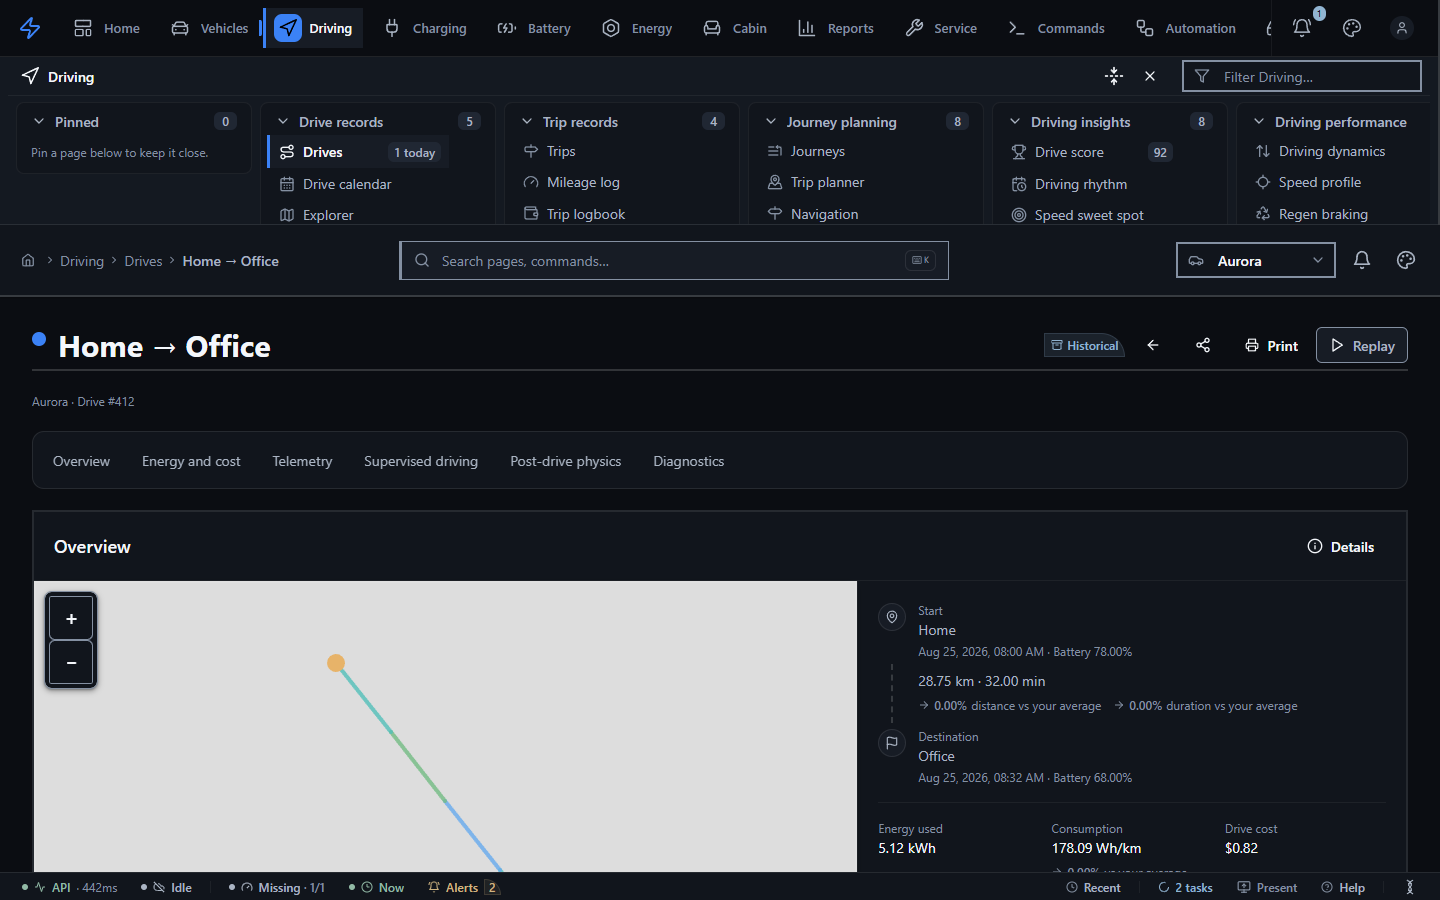 Home Vehicles Driving Charging Battery Energy Cabin Reports Service Commands Automation 1
Driving Filter Driving...
Pinned 0
Pin a page below to keep it close.
Drive records 5
Drives 1 today
Drive calendar
Explorer
Trip records 4
Trips
Mileage log
Trip logbook
Journey planning 8
Journeys
Trip planner
Navigation
Driving insights 8
Drive score 92
Driving rhythm
Speed sweet spot
Driving performance
Driving dynamics
Speed profile
Regen braking
Driving > Drives > Home → Office
Search pages, commands... K
Aurora
Home → Office
Historical Print Replay
Aurora · Drive #412
Overview Energy and cost Telemetry Supervised driving Post-drive physics Diagnostics
Overview Details
+
−
Start
Home
Aug 25, 2026, 08:00 AM · Battery 78.00%
28.75 km · 32.00 min
→ 0.00% distance vs your average → 0.00% duration vs your average
Destination
Office
Aug 25, 2026, 08:32 AM · Battery 68.00%
Energy used
5.12 kWh
Consumption
178.09 Wh/km
Drive cost
$0.82
API · 442ms Idle Missing · 1/1 Now Alerts 2 Recent 2 tasks Present Help